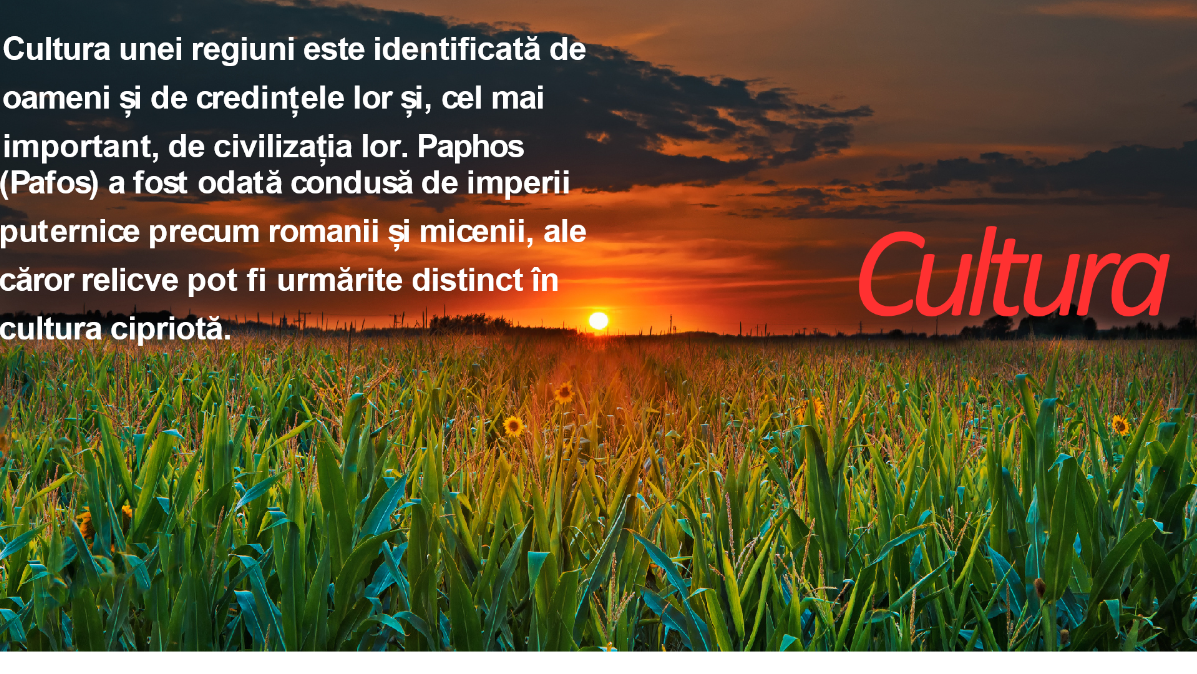 Cultura unei regiuni este identificată de
oameni și de credințele lor și, cel mai
important, de civilizația lor. Paphos
(Pafos) a fost odată condusă de imperii
puternice precum romanii și micenii, ale
căror relicve pot fi urmărite distinct în
cultura cipriotă.
Cultura